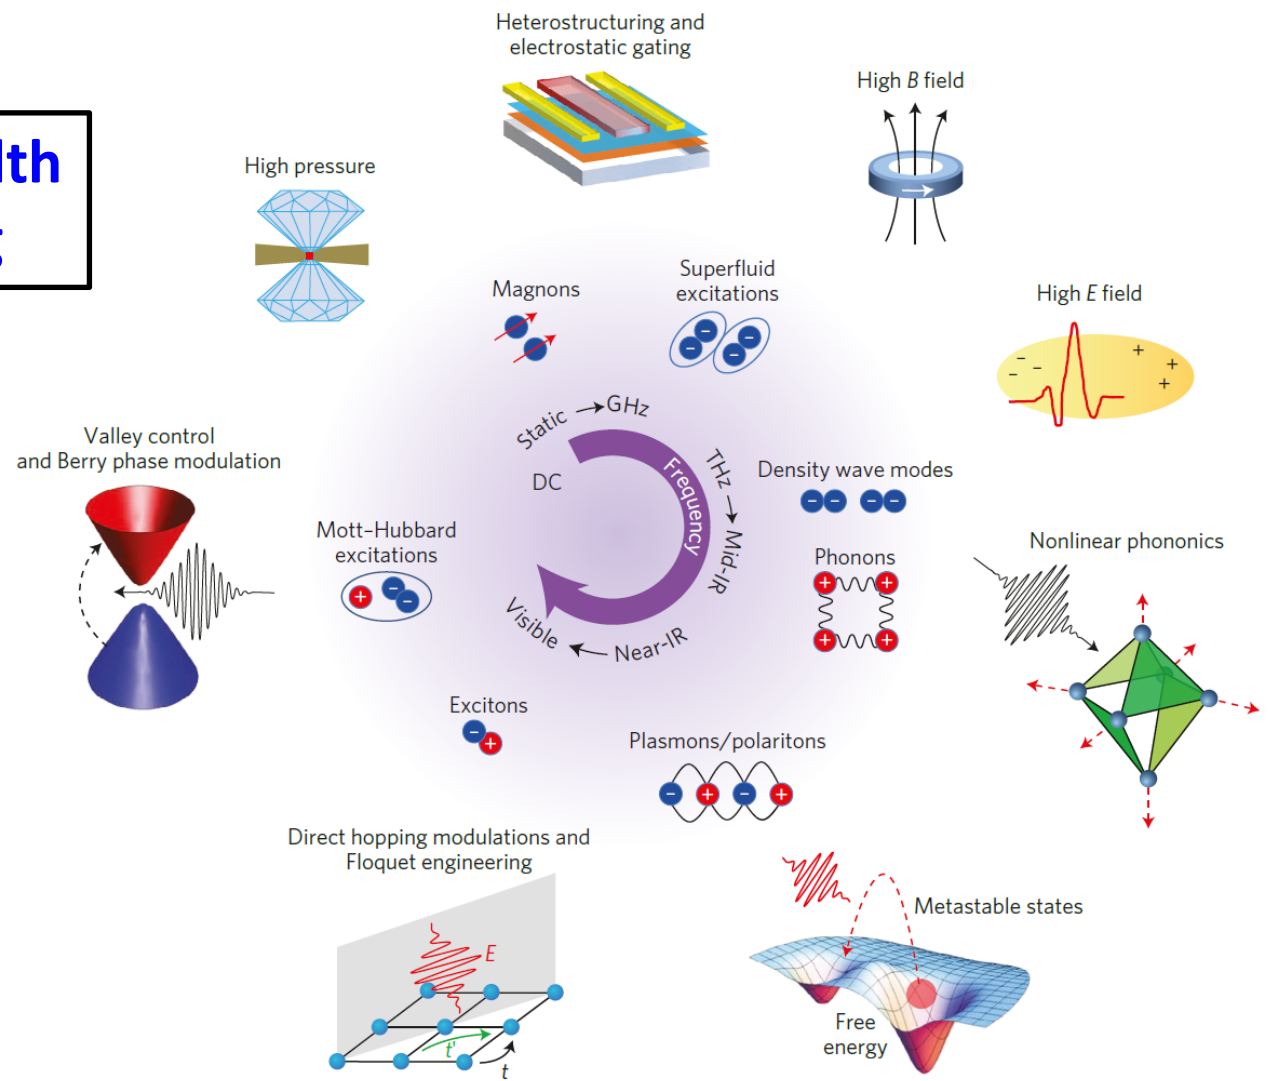 Heterostructuring and
electrostatic gating
High B field
High pressure
Superfluid
excitations
Magnons
High E field
Static → GHz
THz → Mid-IR
Frequency
DC
Near-IR → Visible
Valley control
and Berry phase modulation
Density wave modes
Mott–Hubbard
excitations
Phonons
Nonlinear phononics
Excitons
Plasmons/polaritons
Direct hopping modulations and
Floquet engineering
E
t'
t
Metastable states
Free
energy